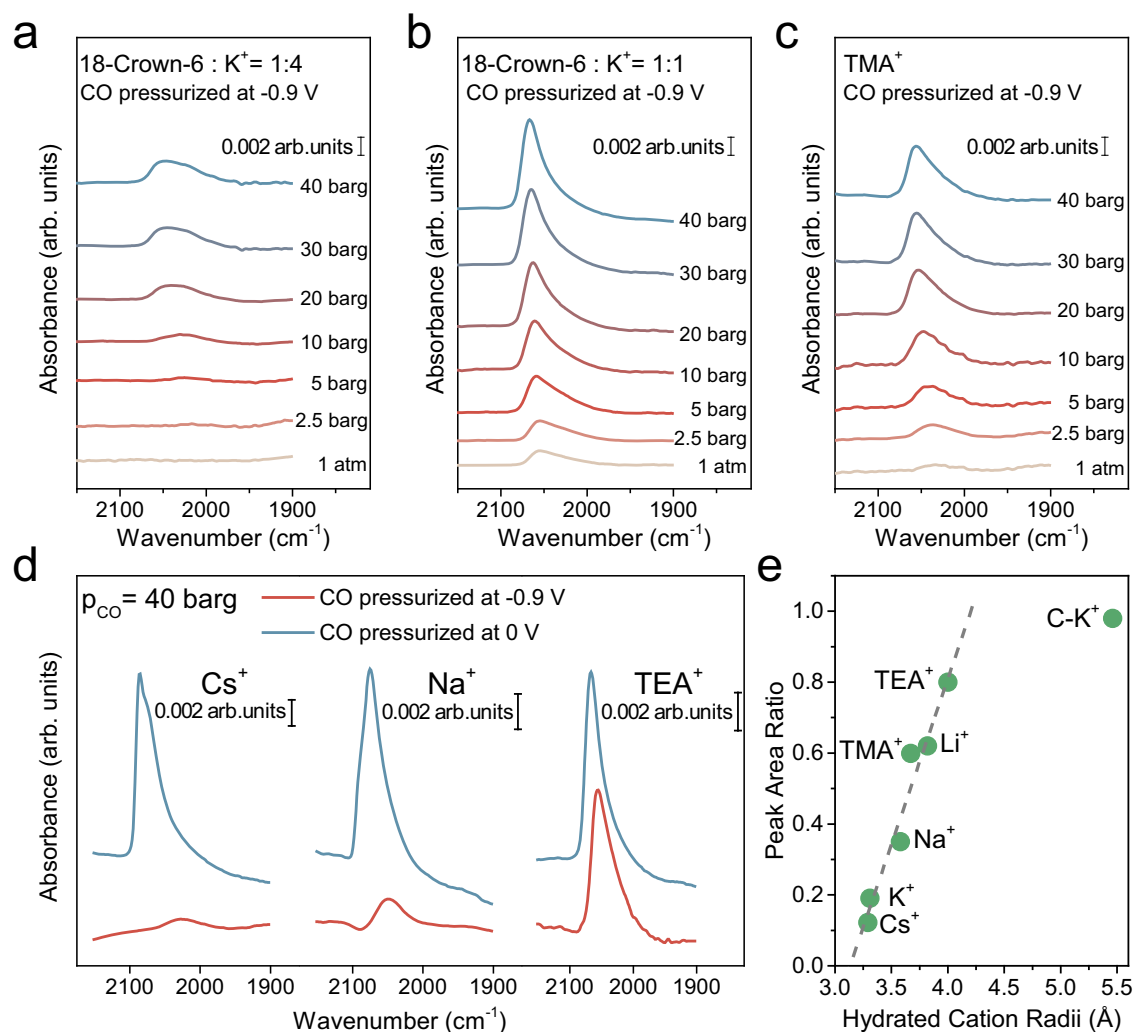 a
18-Crown-6 : K⁺= 1:4
CO pressurized at -0.9 V
0.002 arb.units
40 barg
30 barg
20 barg
10 barg
5 barg
2.5 barg
1 atm
Absorbance (arb. units)
2100 2000 1900
Wavenumber (cm⁻¹)
b
18-Crown-6 : K⁺= 1:1
CO pressurized at -0.9 V
0.002 arb.units
40 barg
30 barg
20 barg
10 barg
5 barg
2.5 barg
1 atm
Absorbance (arb. units)
2100 2000 1900
Wavenumber (cm⁻¹)
c
TMA⁺
CO pressurized at -0.9 V
0.002 arb.units
40 barg
30 barg
20 barg
10 barg
5 barg
2.5 barg
1 atm
Absorbance (arb. units)
2100 2000 1900
Wavenumber (cm⁻¹)
d
p_CO= 40 barg
CO pressurized at -0.9 V
CO pressurized at 0 V
Cs⁺
0.002 arb.units
Na⁺
0.002 arb.units
TEA⁺
0.002 arb.units
Absorbance (arb. units)
2100 2000 1900 2100 2000 1900 2100 2000 1900
Wavenumber (cm⁻¹)
e
1.0
0.8
0.6
0.4
0.2
0.0
Peak Area Ratio
C-K⁺
TEA⁺
TMA⁺
Li⁺
Na⁺
K⁺
Cs⁺
3.0 3.5 4.0 4.5 5.0 5.5
Hydrated Cation Radii (Å)